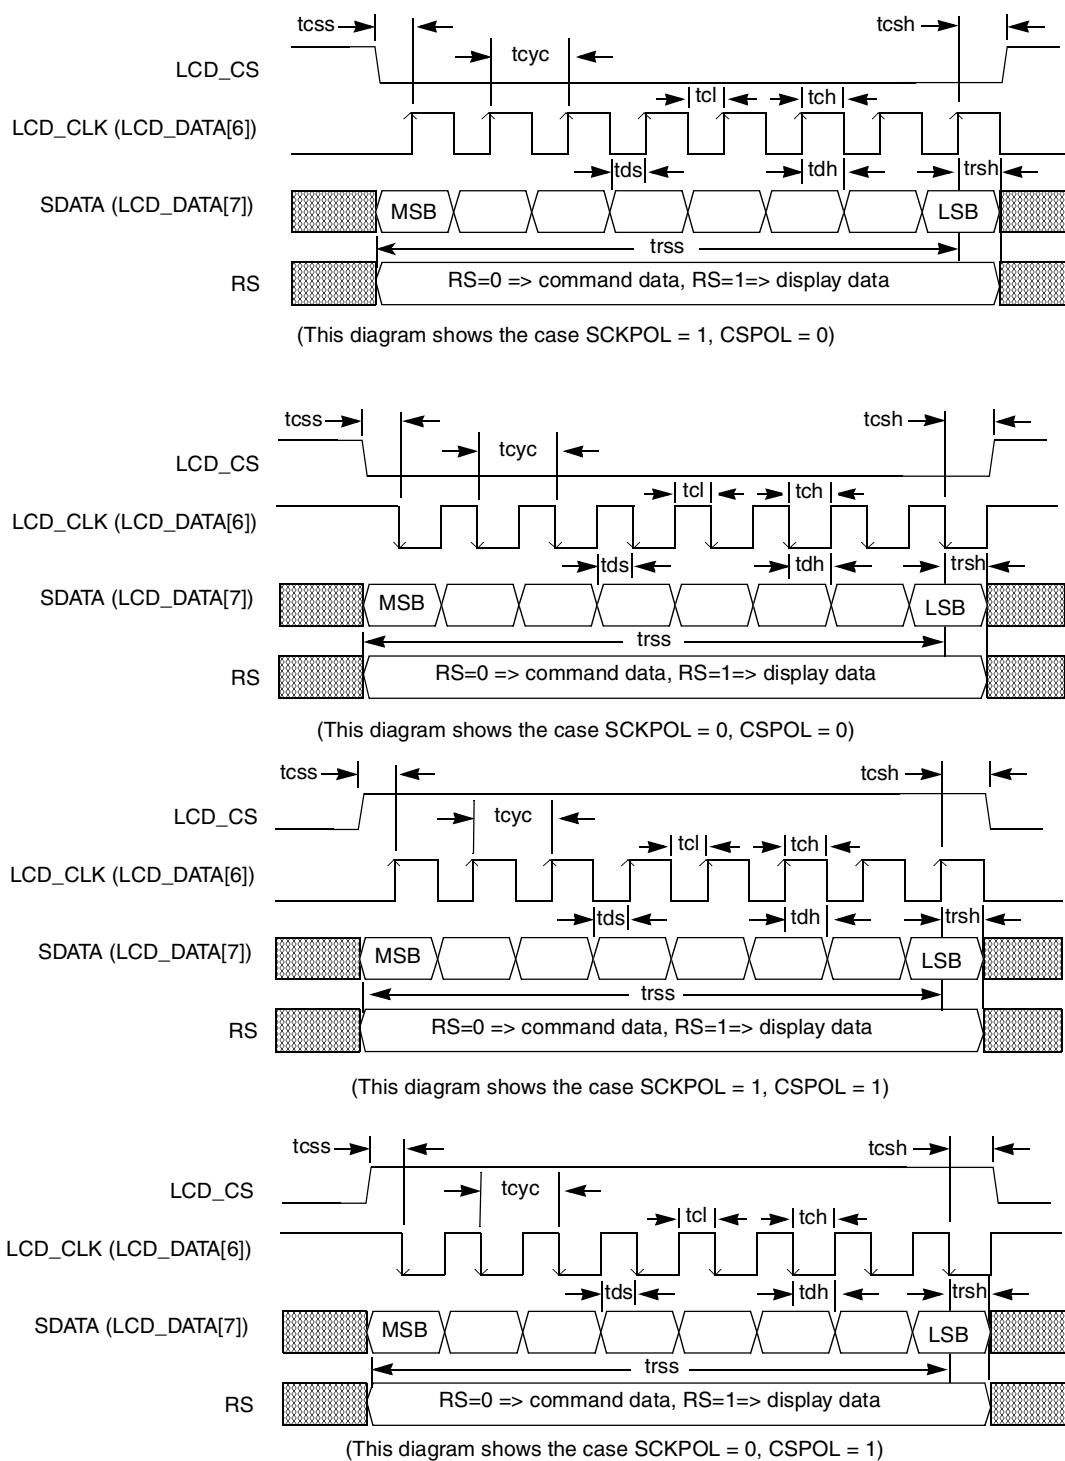 tcss
tcsh
tcyc
LCD_CS
tcl
tch
LCD_CLK (LCD_DATA[6])
tds
tdh
trsh
SDATA (LCD_DATA[7])
MSB
LSB
trss
RS
RS=0 => command data, RS=1=> display data
(This diagram shows the case SCKPOL = 1, CSPOL = 0)
tcss
tcsh
tcyc
LCD_CS
tcl
tch
LCD_CLK (LCD_DATA[6])
tds
tdh
trsh
SDATA (LCD_DATA[7])
MSB
LSB
trss
RS
RS=0 => command data, RS=1=> display data
(This diagram shows the case SCKPOL = 0, CSPOL = 0)
tcss
tcsh
tcyc
LCD_CS
tcl
tch
LCD_CLK (LCD_DATA[6])
tds
tdh
trsh
SDATA (LCD_DATA[7])
MSB
LSB
trss
RS
RS=0 => command data, RS=1=> display data
(This diagram shows the case SCKPOL = 1, CSPOL = 1)
tcss
tcsh
tcyc
LCD_CS
tcl
tch
LCD_CLK (LCD_DATA[6])
tds
tdh
trsh
SDATA (LCD_DATA[7])
MSB
LSB
trss
RS
RS=0 => command data, RS=1=> display data
(This diagram shows the case SCKPOL = 0, CSPOL = 1)